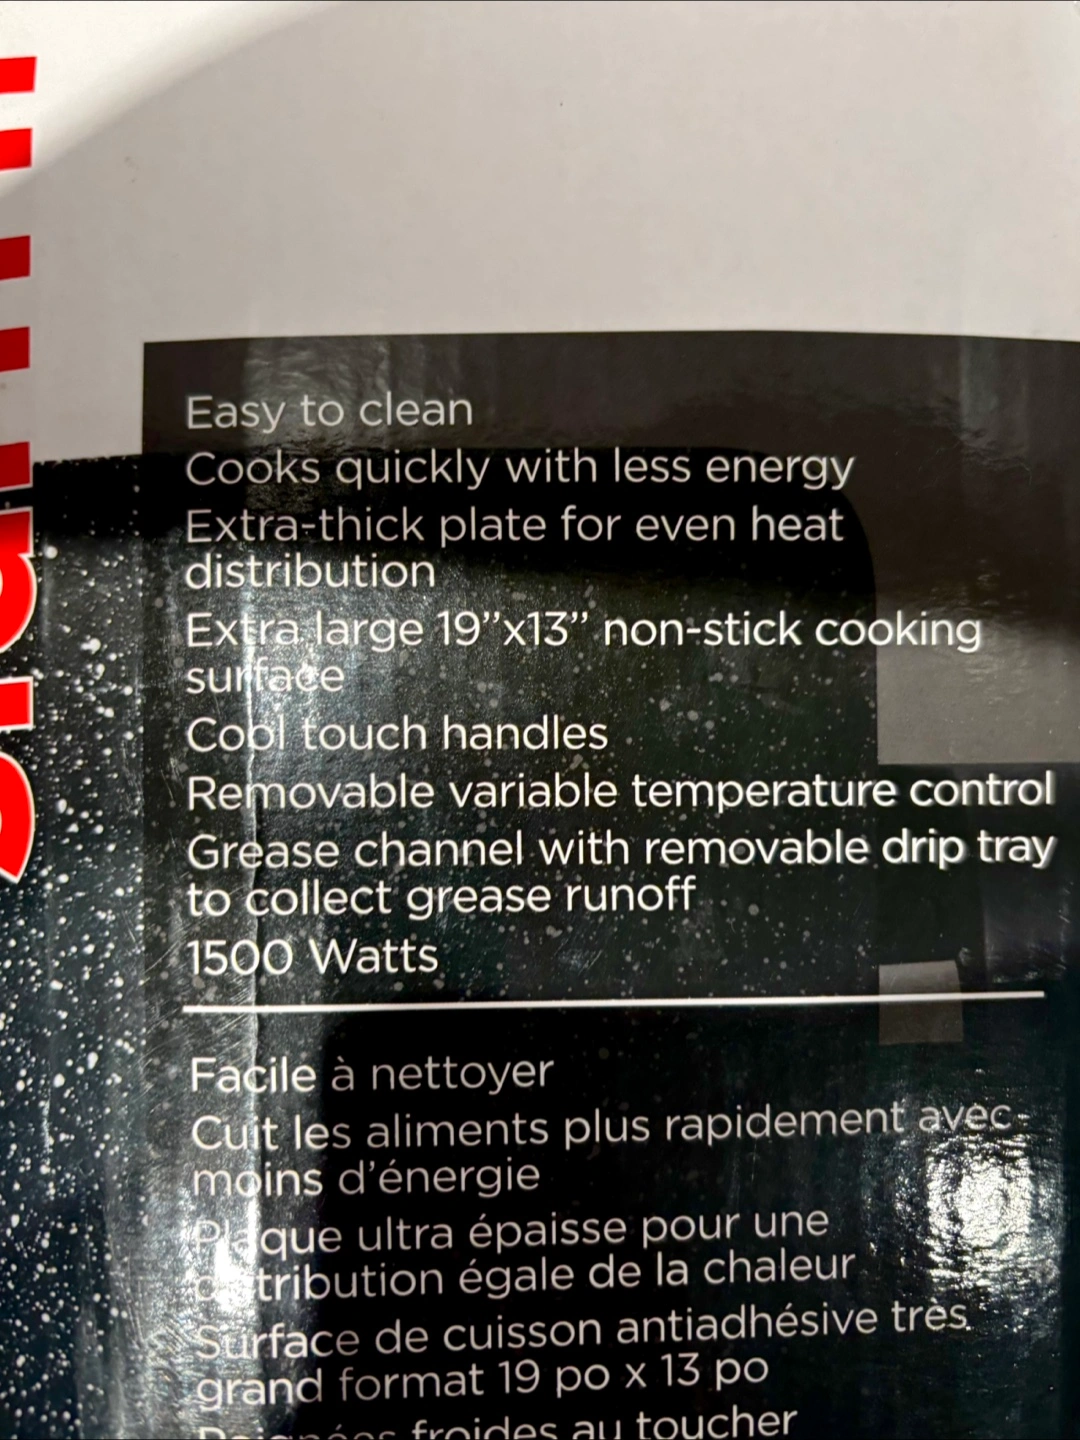 Easy to clean
Cooks quickly with less energy
Extra-thick plate for even heat
distribution
Extra large 19”x13” non-stick cooking
surface
Cool touch handles
Removable variable temperature control
Grease channel with removable drip tray
to collect grease runoff
1500 Watts
Facile à nettoyer
Cuit les aliments plus rapidement avec
moins d’énergie
Plaque ultra épaisse pour une
distribution égale de la chaleur
Surface de cuisson antiadhésive très
grand format 19 po x 13 po
froides au toucher